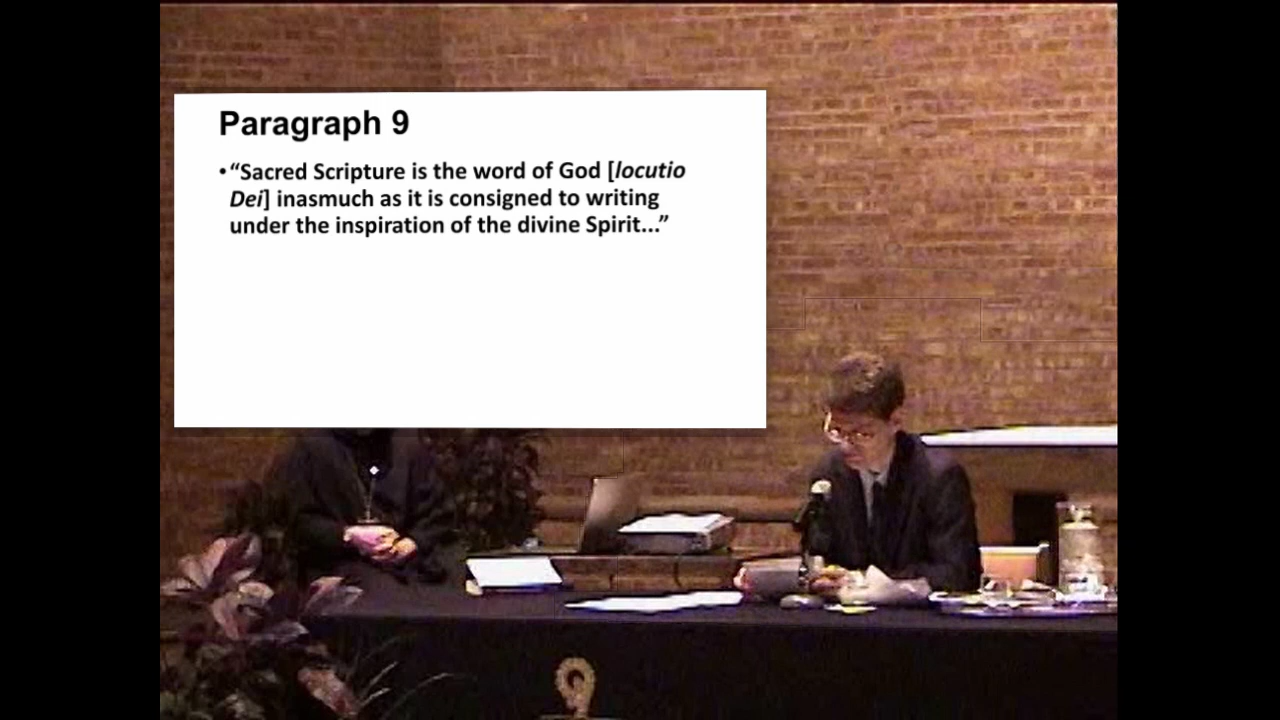 Paragraph 9
•“Sacred Scripture is the word of God [locutio
Dei] inasmuch as it is consigned to writing
under the inspiration of the divine Spirit...”